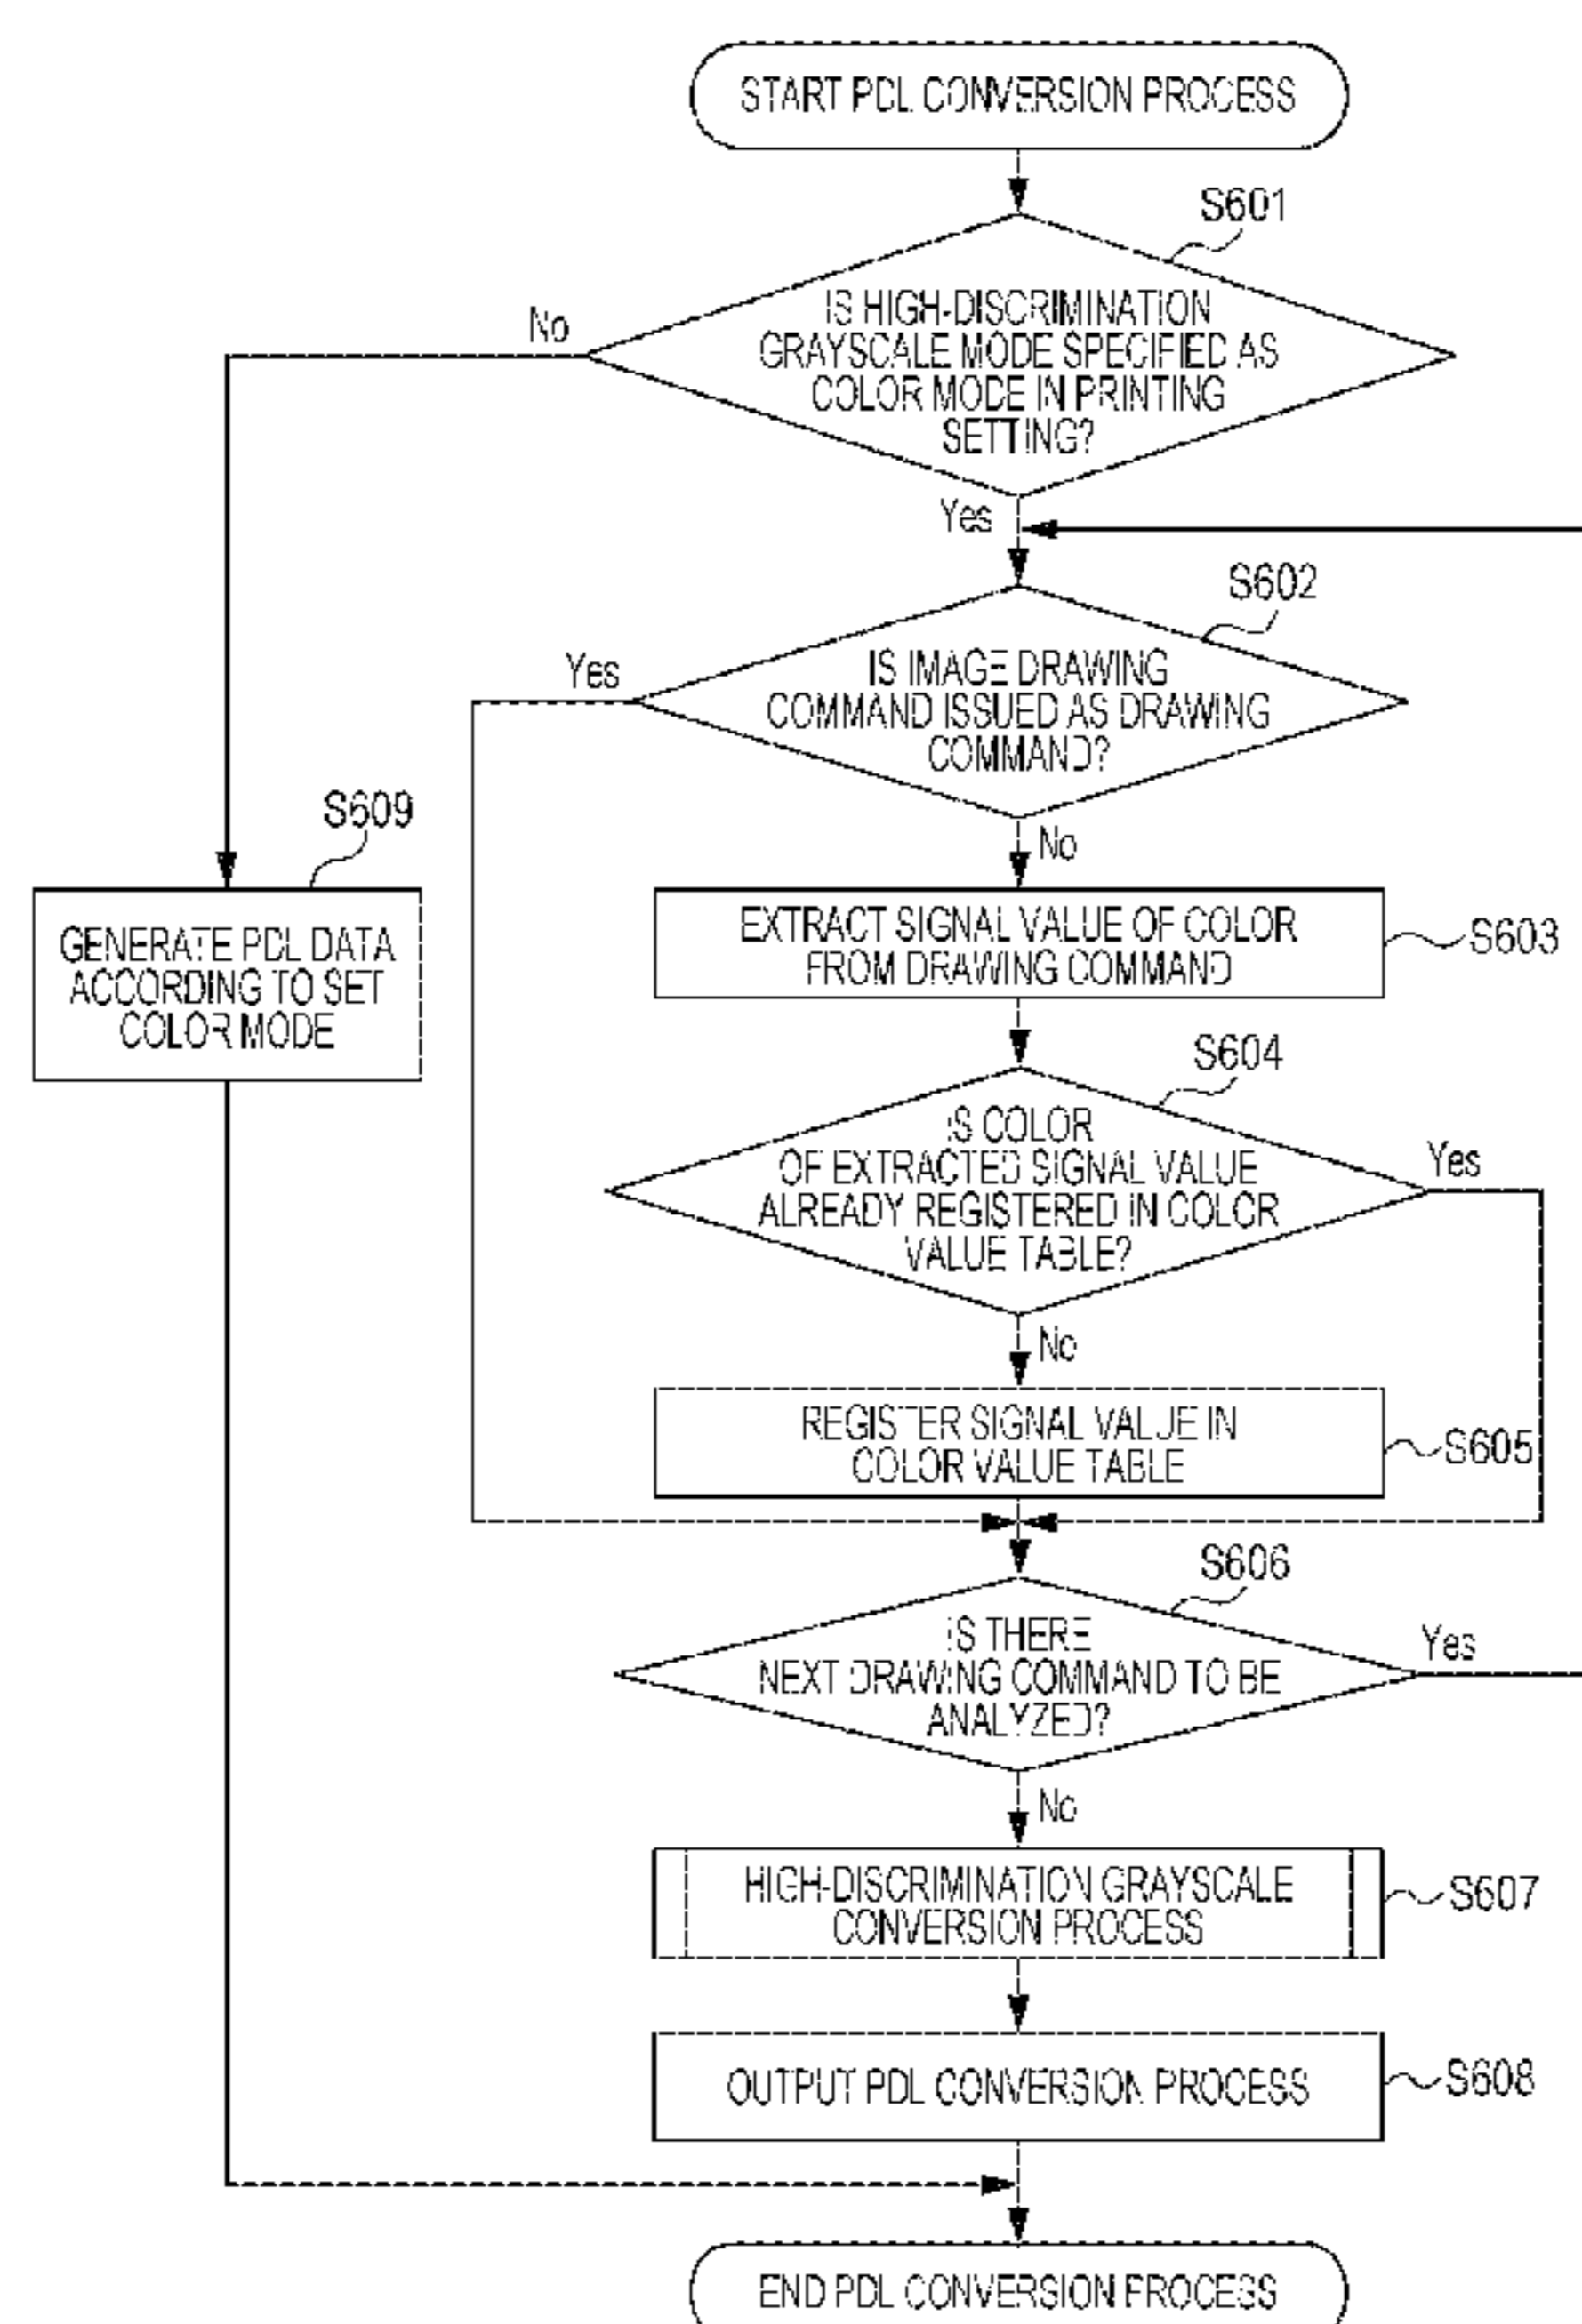 START PDL CONVERSION PROCESS
S601
IS HIGH-DISCRIMINATION
GRAYSCALE MODE SPECIFIED AS
COLOR MODE IN PRINTING
SETTING?
No
Yes
S602
IS IMAGE DRAWING
COMMAND ISSUED AS DRAWING
COMMAND?
Yes
No
S609
GENERATE PDL DATA
ACCORDING TO SET
COLOR MODE
EXTRACT SIGNAL VALUE OF COLOR
FROM DRAWING COMMAND
S603
S604
IS COLOR
OF EXTRACTED SIGNAL VALUE
ALREADY REGISTERED IN COLOR
VALUE TABLE?
Yes
No
REGISTER SIGNAL VALUE IN
COLOR VALUE TABLE
S605
S606
IS THERE
NEXT DRAWING COMMAND TO BE
ANALYZED?
Yes
No
HIGH-DISCRIMINATION GRAYSCALE
CONVERSION PROCESS
S607
OUTPUT PDL CONVERSION PROCESS
S608
END PDL CONVERSION PROCESS